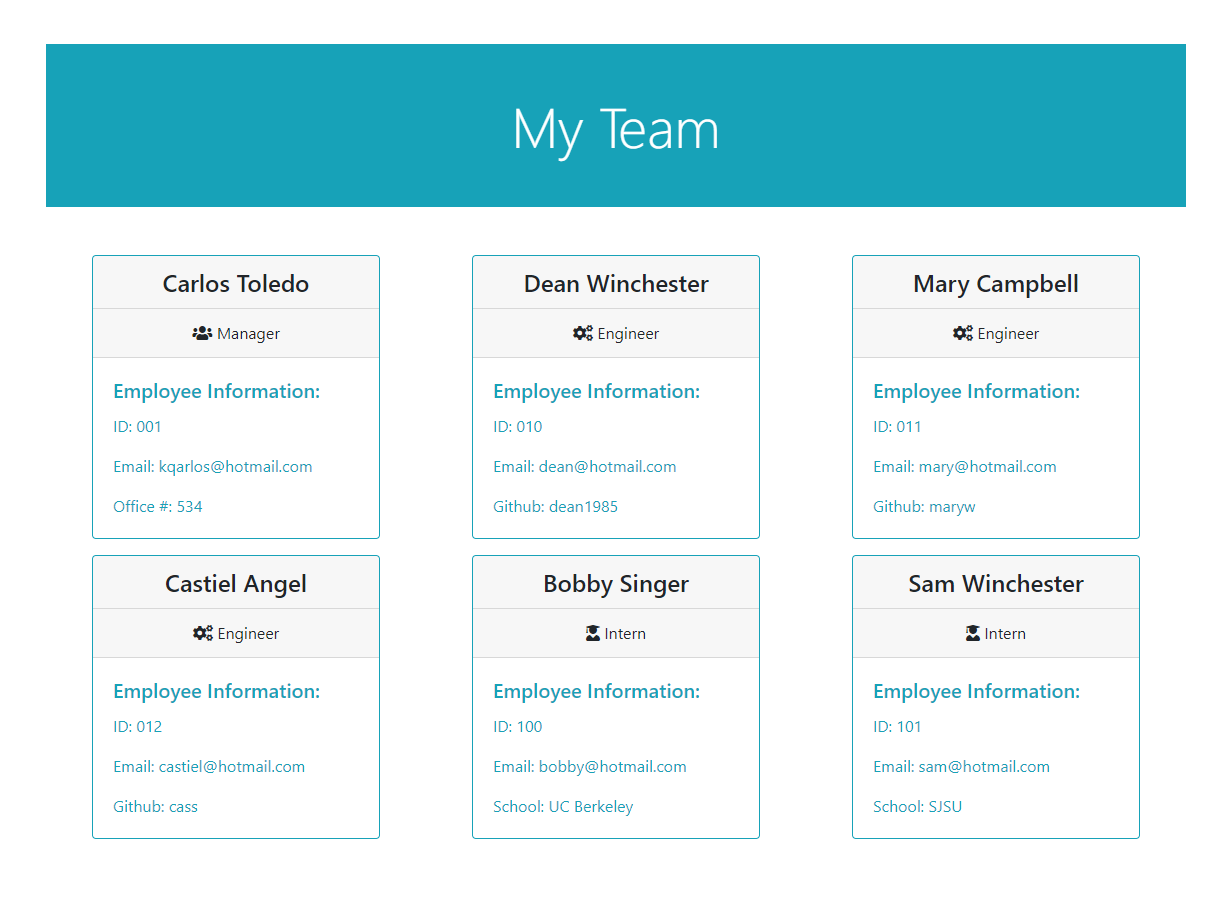 My Team
Carlos Toledo
Manager
Employee Information:
ID: 001
Email: kqarlos@hotmail.com
Office #: 534
Dean Winchester
Engineer
Employee Information:
ID: 010
Email: dean@hotmail.com
Github: dean1985
Mary Campbell
Engineer
Employee Information:
ID: 011
Email: mary@hotmail.com
Github: maryw
Castiel Angel
Engineer
Employee Information:
ID: 012
Email: castiel@hotmail.com
Github: cass
Bobby Singer
Intern
Employee Information:
ID: 100
Email: bobby@hotmail.com
School: UC Berkeley
Sam Winchester
Intern
Employee Information:
ID: 101
Email: sam@hotmail.com
School: SJSU